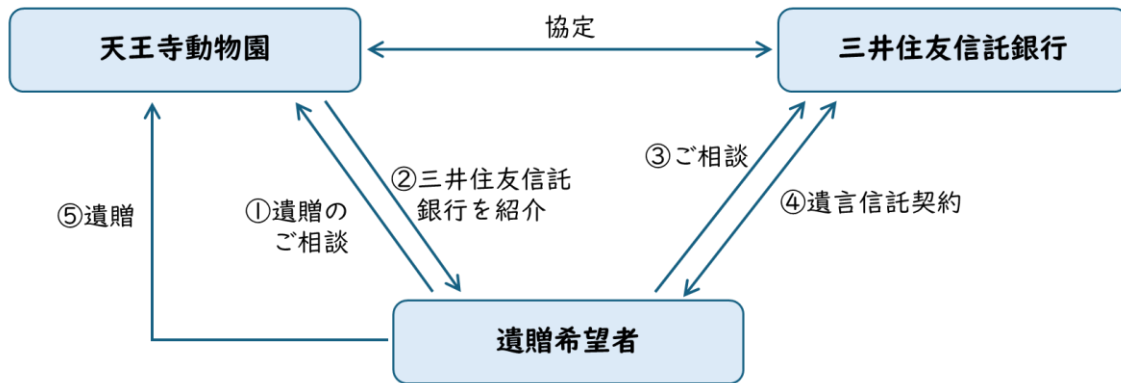 天王寺動物園
協定
三井住友信託銀行
①遺贈の
ご相談
②三井住友信託
銀行を紹介
③ご相談
④遺言信託契約
⑤遺贈
遺贈希望者